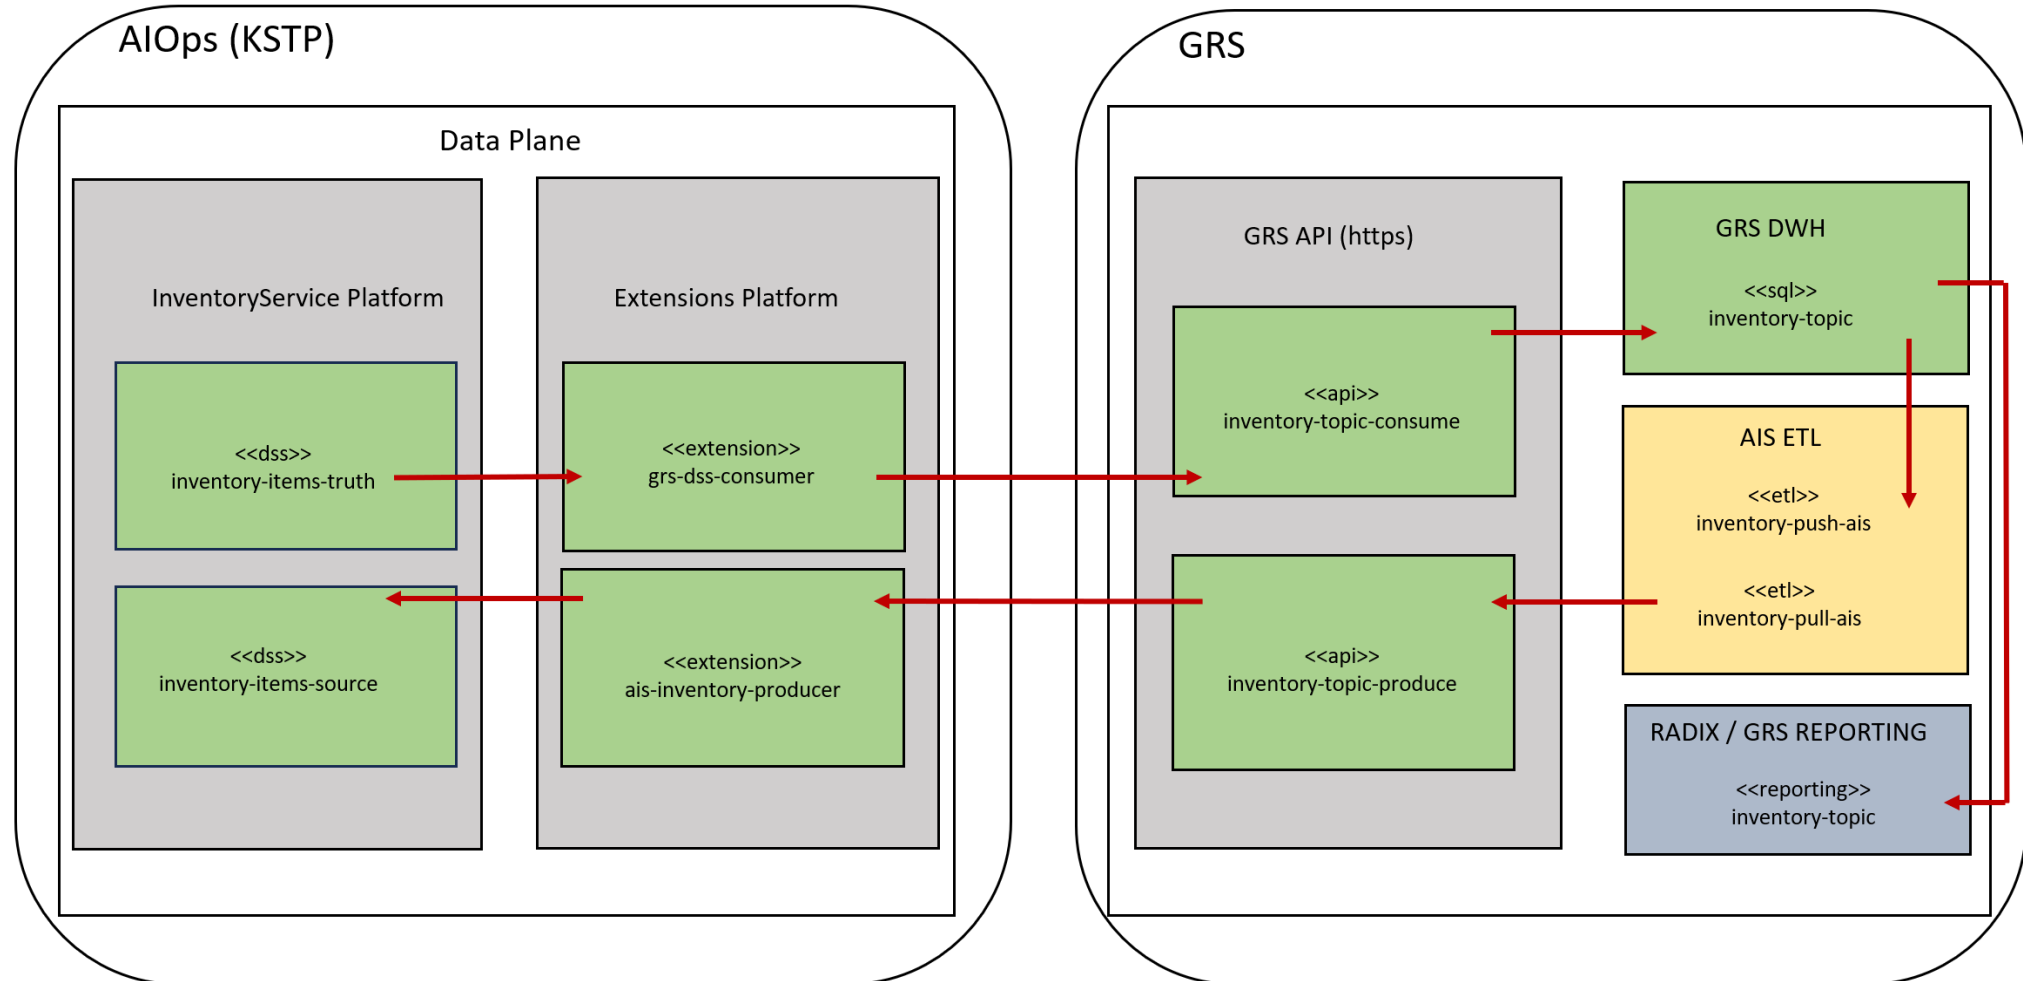 AIOps (KSTP)
Data Plane
InventoryService Platform
<<dss>>
inventory-items-truth
<<dss>>
inventory-items-source
Extensions Platform
<<extension>>
grs-dss-consumer
<<extension>>
ais-inventory-producer
GRS
GRS API (https)
<<api>>
inventory-topic-consume
<<api>>
inventory-topic-produce
GRS DWH
<<sql>>
inventory-topic
AIS ETL
<<etl>>
inventory-push-ais
<<etl>>
inventory-pull-ais
RADIX / GRS REPORTING
<<reporting>>
inventory-topic